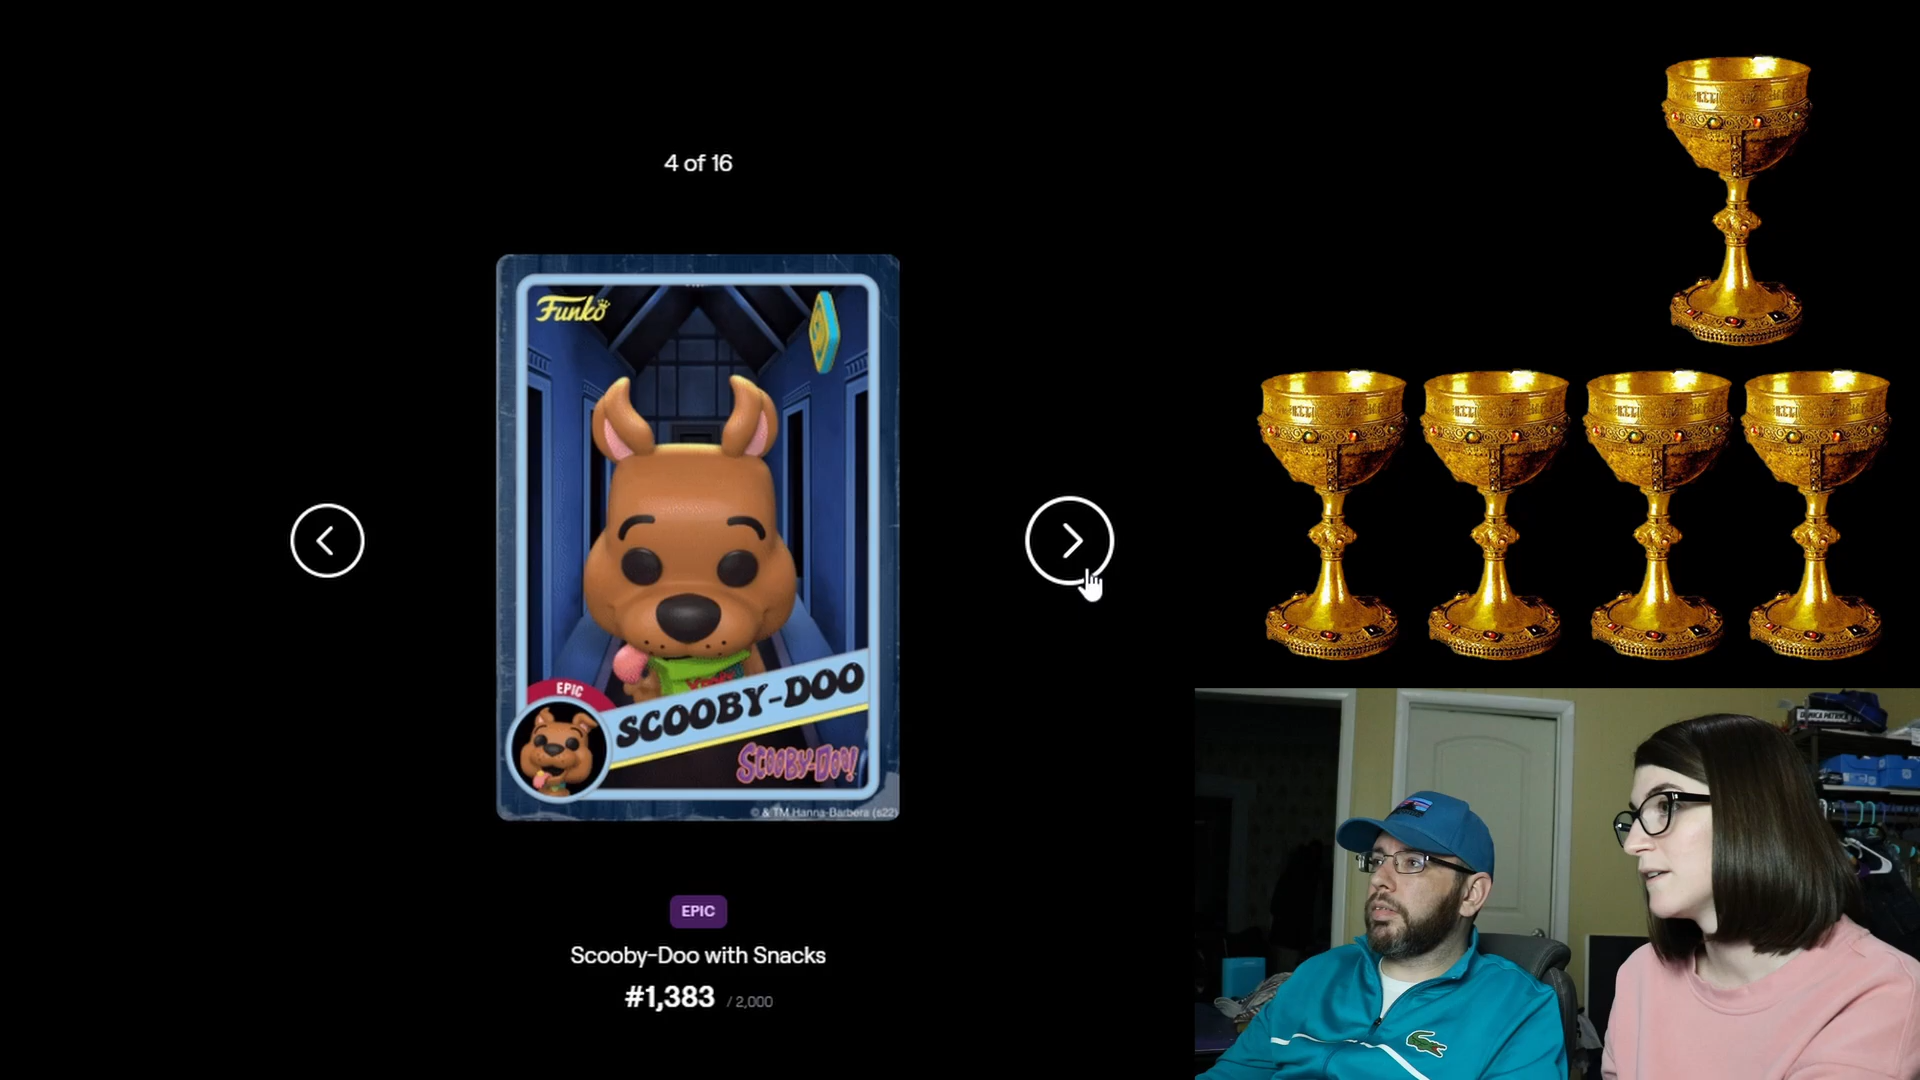 4 of 16
Funko
EPIC
SCOOBY-DOO
SCOOBY-DOO!
© & TM Hanna-Barbera (s22)
EPIC
Scooby-Doo with Snacks
#1,383 / 2,000